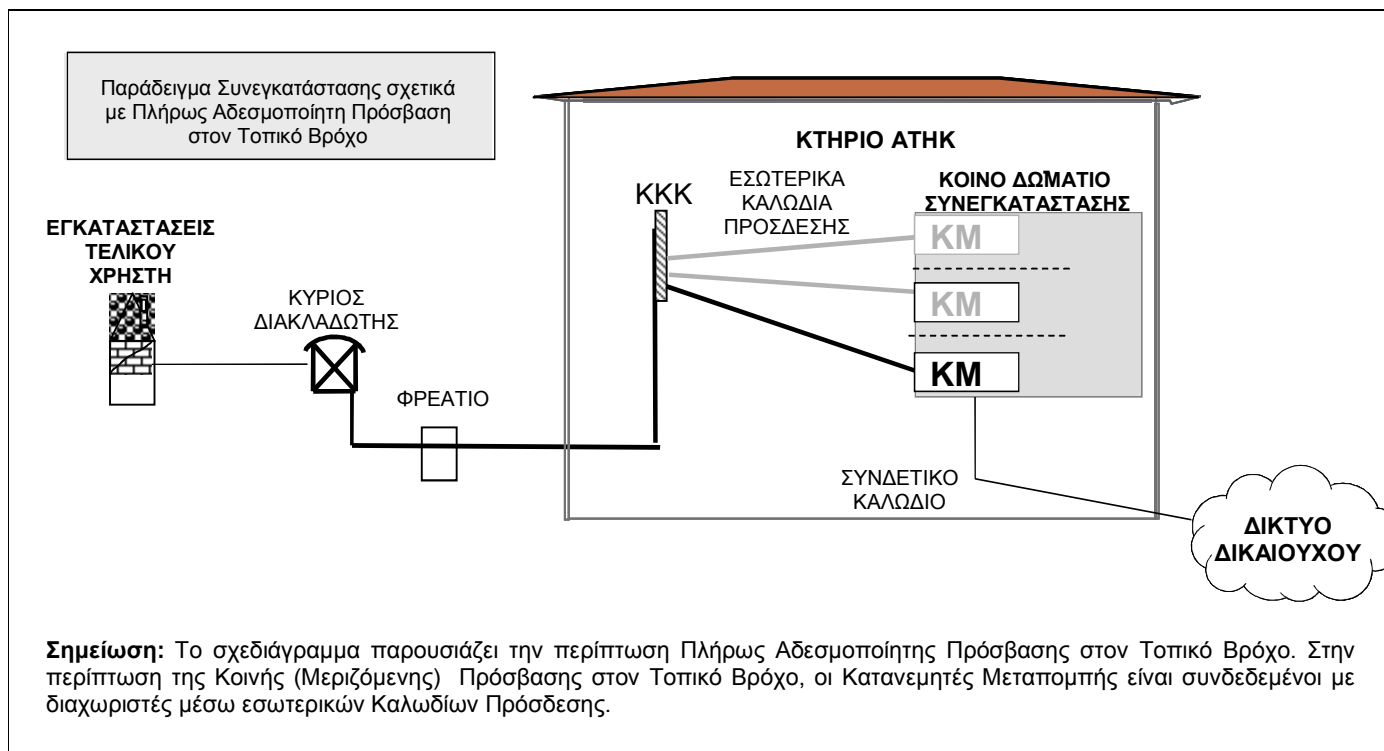 Παράδειγμα Συνεγκατάστασης σχετικά
με Πλήρως Αδεσμοποίητη Πρόσβαση
στον Τοπικό Βρόχο
ΚΤΗΡΙΟ ΑΤΗΚ
ΕΣΩΤΕΡΙΚΑ
ΚΑΛΩΔΙΑ
ΠΡΟΣΔΕΣΗΣ
ΚΟΙΝΟ ΔΩΜΑΤΙΟ
ΣΥΝΕΓΚΑΤΑΣΤΑΣΗΣ
ΚΚΚ
ΚΜ
ΚΜ
ΚΜ
ΕΓΚΑΤΑΣΤΑΣΕΙΣ
ΤΕΛΙΚΟΥ
ΧΡΗΣΤΗ
ΚΥΡΙΟΣ
ΔΙΑΚΛΑΔΩΤΗΣ
ΦΡΕΑΤΙΟ
ΣΥΝΔΕΤΙΚΟ
ΚΑΛΩΔΙΟ
ΔΙΚΤΥΟ
ΔΙΚΑΙΟΥΧΟΥ
Σημείωση: Το σχεδιάγραμμα παρουσιάζει την περίπτωση Πλήρως Αδεσμοποίητης Πρόσβασης στον Τοπικό Βρόχο. Στην
περίπτωση της Κοινής (Μεριζόμενης) Πρόσβασης στον Τοπικό Βρόχο, οι Κατανεμητές Μεταπομπής είναι συνδεδεμένοι με
διαχωριστές μέσω εσωτερικών Καλωδίων Πρόσδεσης.